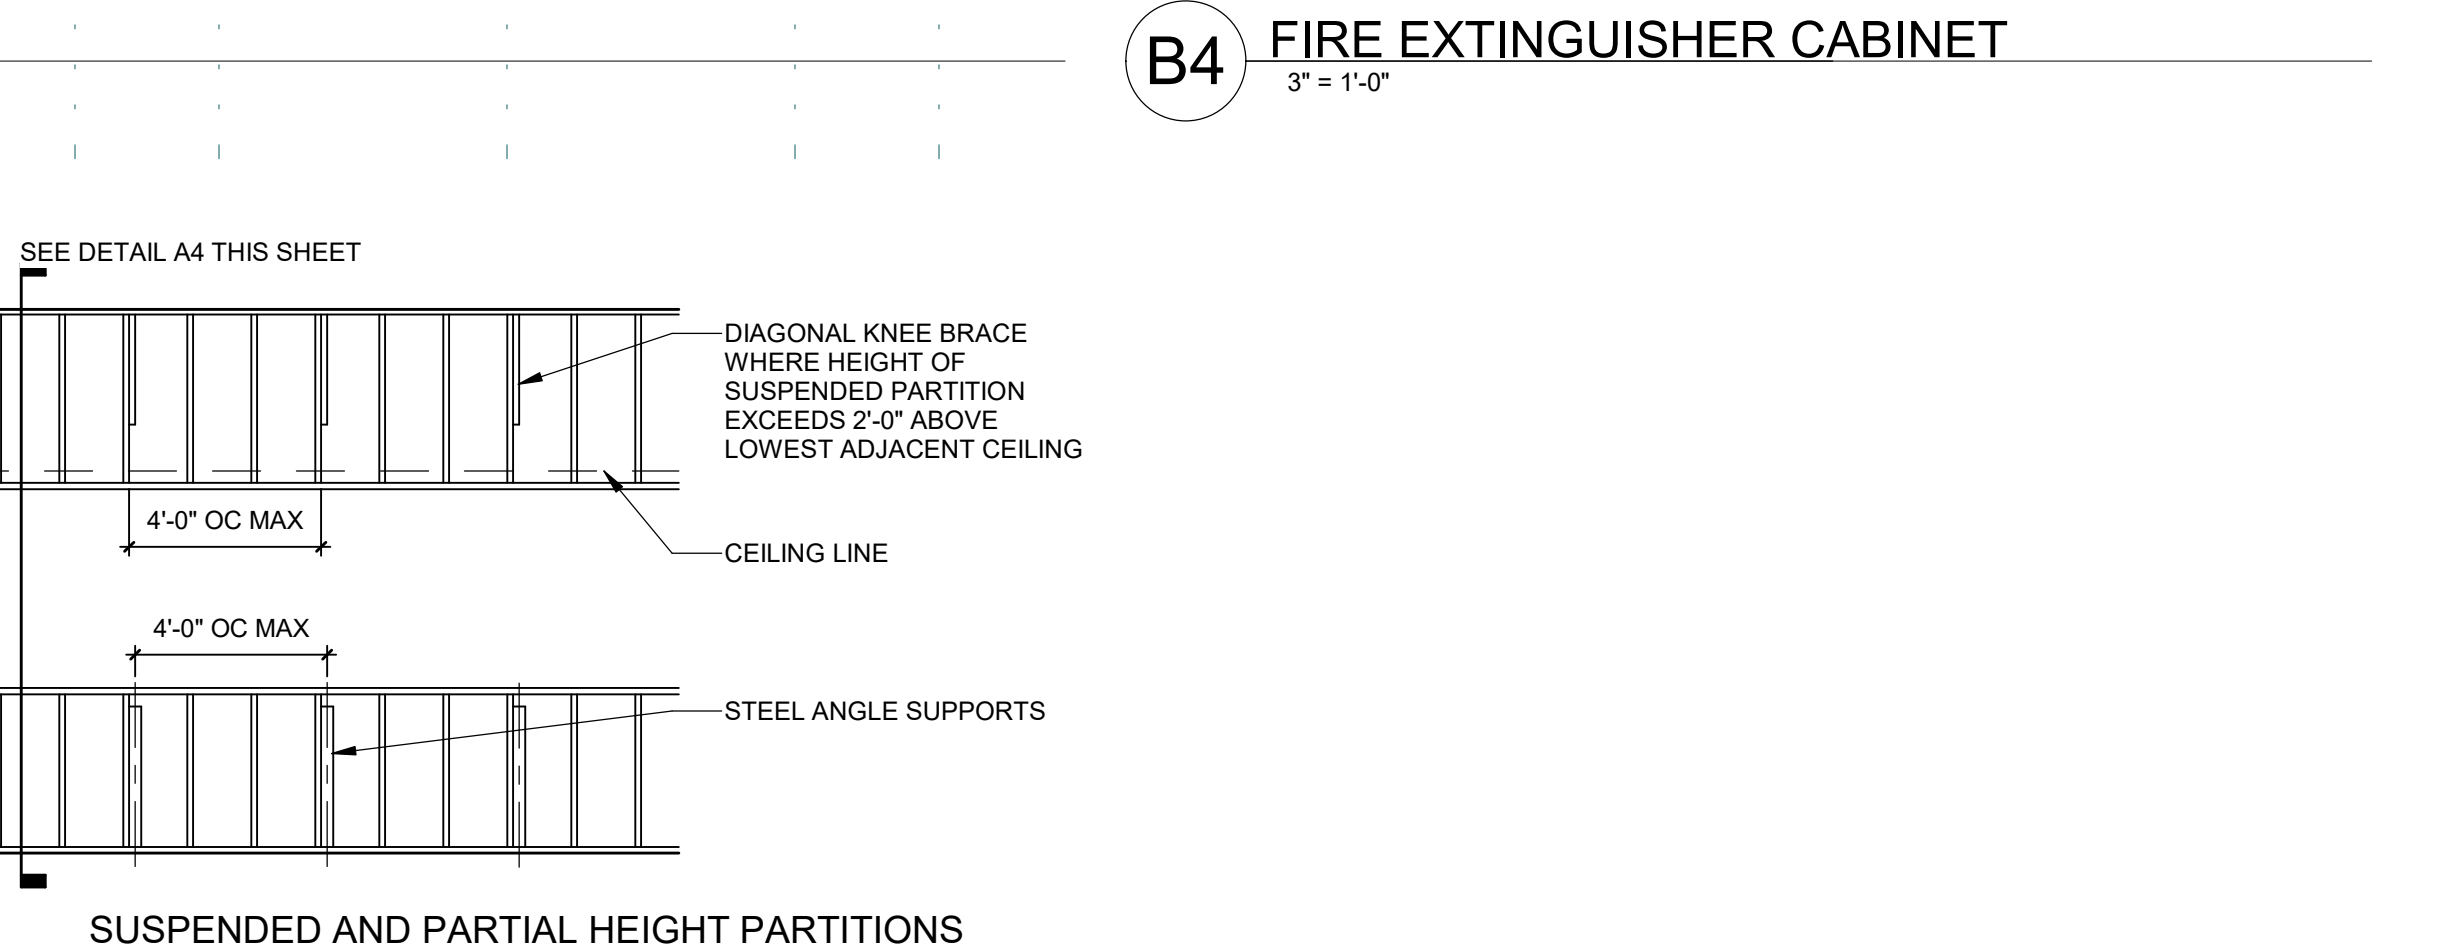 B4
FIRE EXTINGUISHER CABINET
3" = 1'-0"
SEE DETAIL A4 THIS SHEET
DIAGONAL KNEE BRACE
WHERE HEIGHT OF
SUSPENDED PARTITION
EXCEEDS 2'-0" ABOVE
LOWEST ADJACENT CEILING
4'-0" OC MAX
CEILING LINE
4'-0" OC MAX
STEEL ANGLE SUPPORTS
SUSPENDED AND PARTIAL HEIGHT PARTITIONS